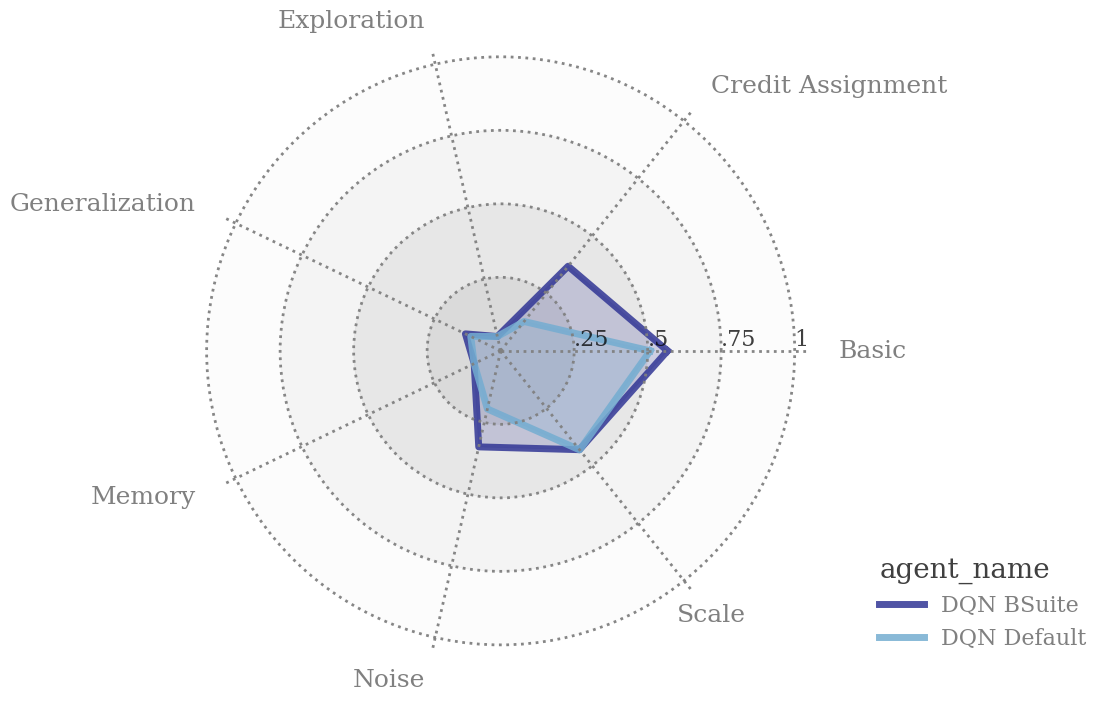 Exploration
Credit Assignment
Generalization
.25
.5
.75
1
Basic
Memory
Scale
Noise
agent_name
DQN BSuite
DQN Default